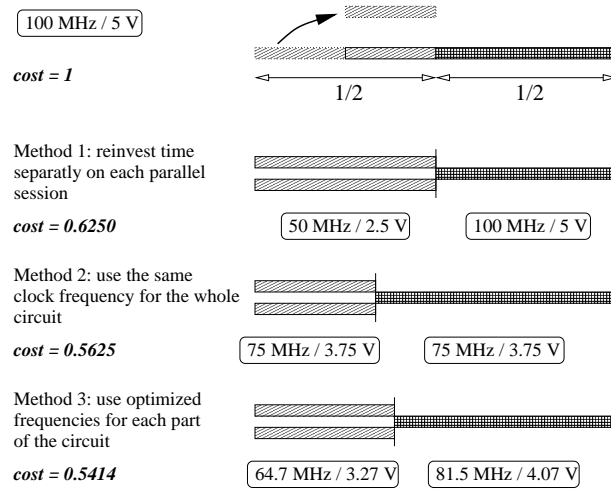 100 MHz / 5 V
cost = 1
1/2 1/2
Method 1: reinvest time
separatly on each parallel
session
cost = 0.6250
50 MHz / 2.5 V 100 MHz / 5 V
Method 2: use the same
clock frequency for the whole
circuit
cost = 0.5625
75 MHz / 3.75 V 75 MHz / 3.75 V
Method 3: use optimized
frequencies for each part
of the circuit
cost = 0.5414
64.7 MHz / 3.27 V 81.5 MHz / 4.07 V